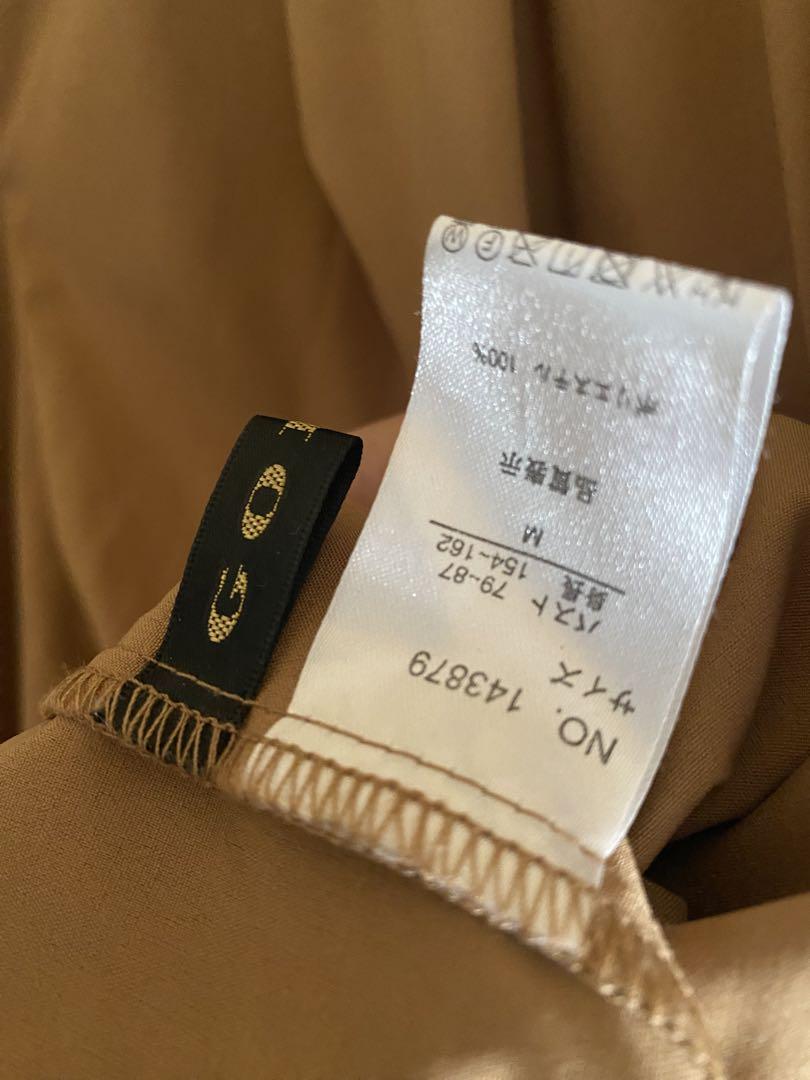 NO. 143879
サイズ
バスト 79~87
身長 154~162
M
品質表示
ポリエステル 100%
G O